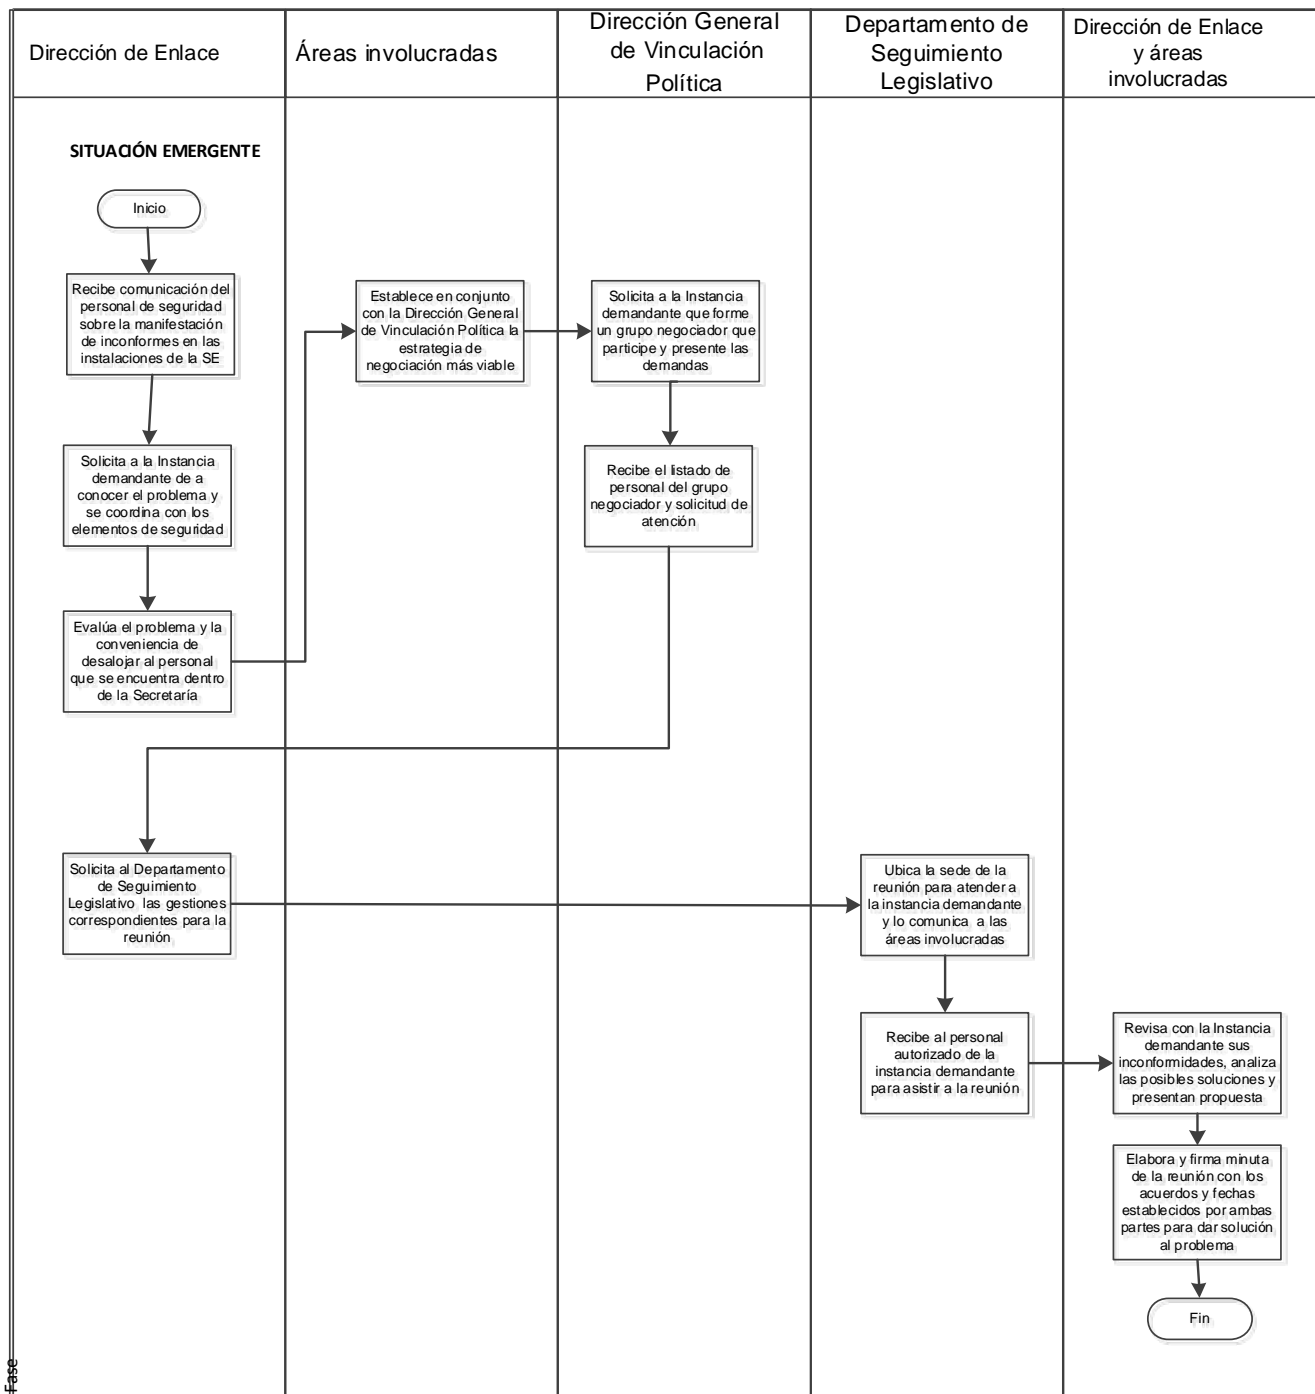 Dirección de Enlace
Áreas involucradas
Dirección General
de Vinculación
Política
Departamento de
Seguimiento
Legislativo
Dirección de Enlace
y áreas
involucradas
SITUACIÓN EMERGENTE
Inicio
Recibe comunicación del
personal de seguridad
sobre la manifestación
de inconformes en las
instalaciones de la SE
Solicita a la Instancia
demandante de a
conocer el problema y
se coordina con los
elementos de seguridad
Evalúa el problema y la
conveniencia de
desalojar al personal
que se encuentra dentro
de la Secretaría
Establece en conjunto
con la Dirección General
de Vinculación Política la
estrategia de
negociación más viable
Solicita a la Instancia
demandante que forme
un grupo negociador que
participe y presente las
demandas
Recibe el listado de
personal del grupo
negociador y solicitud de
atención
Solicita al Departamento
de Seguimiento
Legislativo las gestiones
correspondientes para la
reunión
Ubica la sede de la
reunión para atender a
la instancia demandante
y lo comunica a las
áreas involucradas
Recibe al personal
autorizado de la
instancia demandante
para asistir a la reunión
Revisa con la Instancia
demandante sus
inconformidades, analiza
las posibles soluciones y
presentan propuesta
Elabora y firma minuta
de la reunión con los
acuerdos y fechas
establecidos por ambas
partes para dar solución
al problema
Fin
Fase